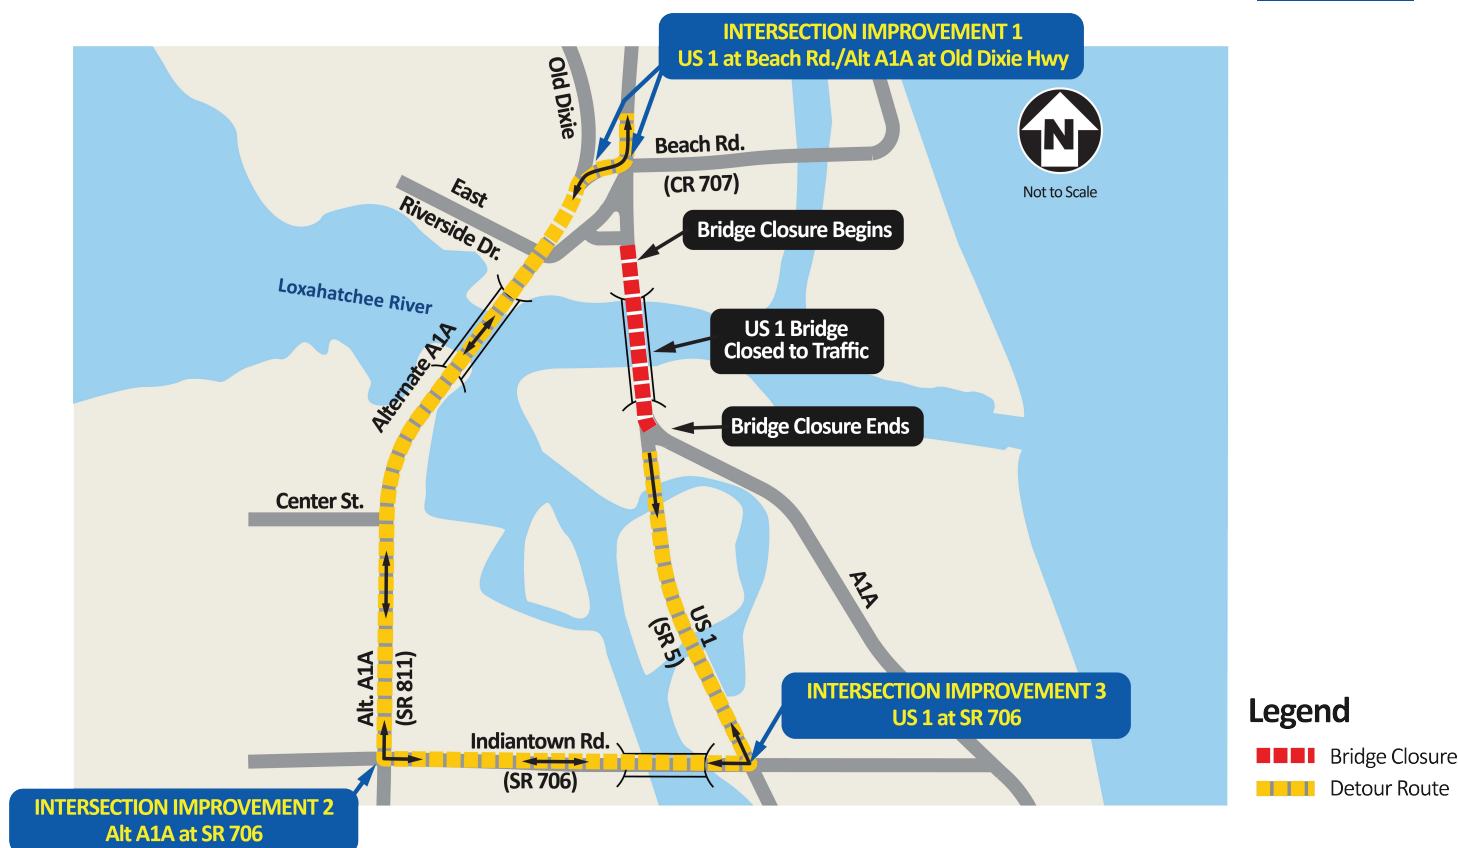 INTERSECTION IMPROVEMENT 1
US 1 at Beach Rd./Alt A1A at Old Dixie Hwy
Old Dixie
Beach Rd.
(CR 707)
N
Not to Scale
East
Riverside Dr.
Bridge Closure Begins
Loxahatchee River
US 1 Bridge
Closed to Traffic
Alternate A1A
Bridge Closure Ends
Center St.
A1A
US 1
(SR 5)
Alt. A1A
(SR 811)
INTERSECTION IMPROVEMENT 3
US 1 at SR 706
Indiantown Rd.
(SR 706)
INTERSECTION IMPROVEMENT 2
Alt A1A at SR 706
Legend
Bridge Closure
Detour Route